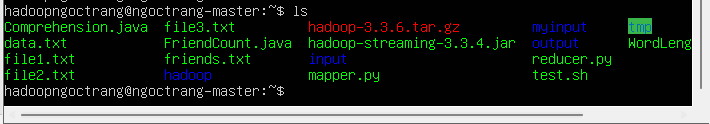 hadoopngoctrang@ngoctrang-master:~$ ls
Comprehension.java file3.txt hadoop-3.3.6.tar.gz myinput tmp
data.txt FriendCount.java hadoop-streaming-3.3.4.jar output WordLeng
file1.txt friends.txt input reducer.py
file2.txt hadoop mapper.py test.sh
hadoopngoctrang@ngoctrang-master:~$